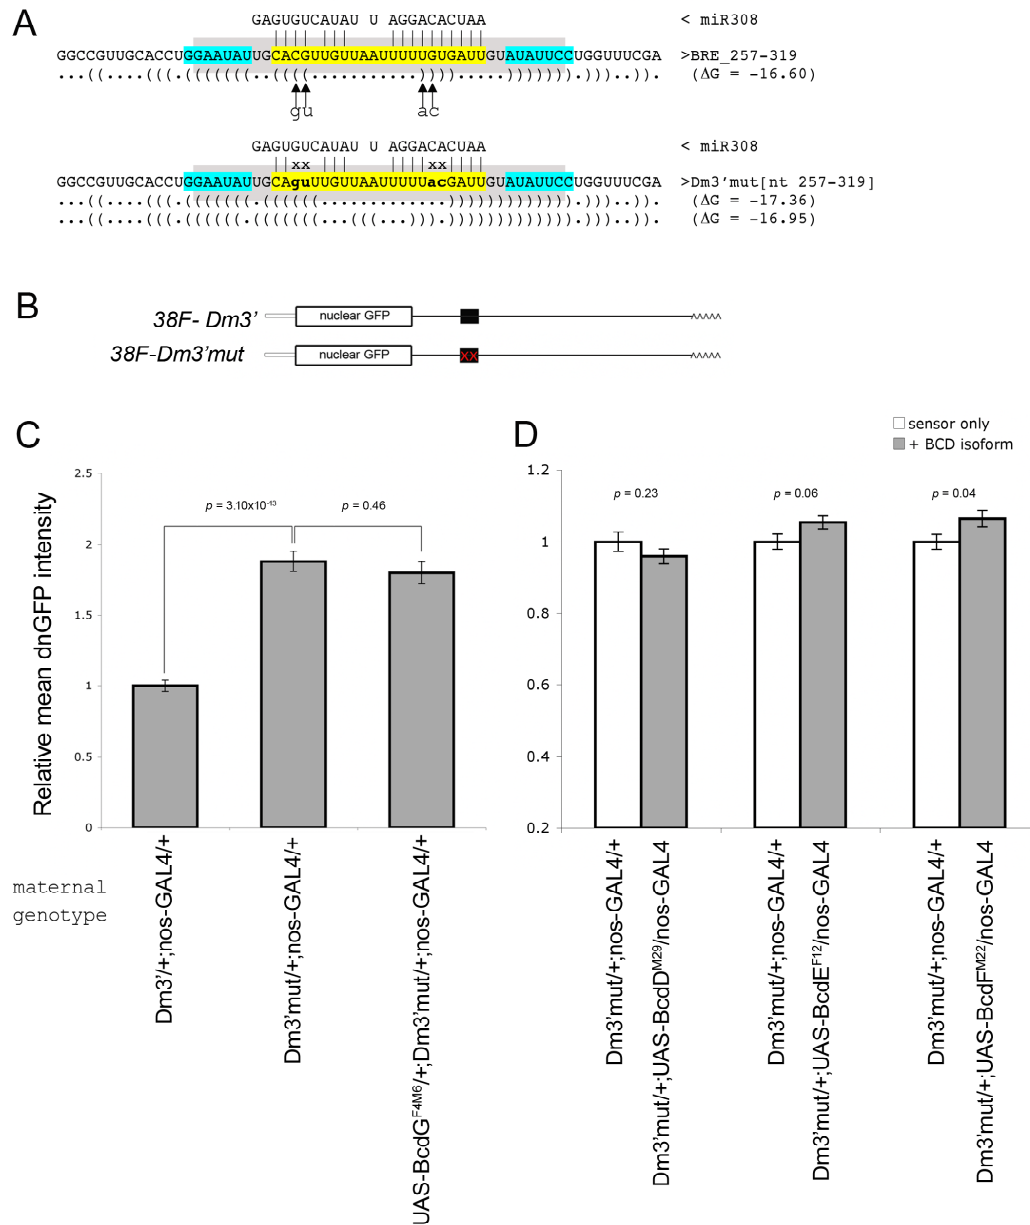 A
GAGUGUCAUAU U AGGACACUAA < miR308
GGCCGUUGCACCUGGAAUAUUGCACGUUGUUAAUUUUUGUGAUUGUAUAUUCCUGGUUUCGA >BRE_257-319
(ΔG = -16.60)
gu ac
GAGUGUCAUAU U AGGACACUAA < miR308
xx xx
GGCCGUUGCACCUGGAAUAUUGCAguUUGUUAAUUUUUacGAUUGUAUAUUCCUGGUUUCGA >Dm3'mut[nt 257-319]
(ΔG = -17.36)
(ΔG = -16.95)
B
38F- Dm3' nuclear GFP
38F-Dm3'mut nuclear GFP XX
C
Relative mean dnGFP intensity
2.5
2
1.5
1
0.5
0
p = 3.10x10⁻¹³
p = 0.46
maternal
genotype
Dm3'/+;nos-GAL4/+
Dm3'mut/+;nos-GAL4/+
UAS-BcdG^F4M6/+;Dm3'mut/+;nos-GAL4/+
D
sensor only
+ BCD isoform
1.2
1
0.8
0.6
0.4
0.2
p = 0.23
p = 0.06
p = 0.04
Dm3'mut/+;nos-GAL4/+
Dm3'mut/+;UAS-BcdD^M29/nos-GAL4
Dm3'mut/+;nos-GAL4/+
Dm3'mut/+;UAS-BcdE^F12/nos-GAL4
Dm3'mut/+;nos-GAL4/+
Dm3'mut/+;UAS-BcdF^M22/nos-GAL4